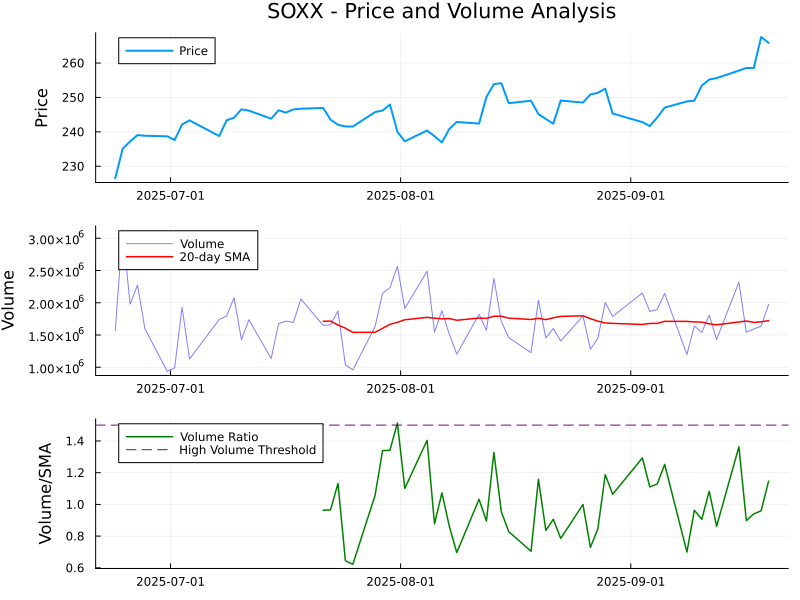 SOXX - Price and Volume Analysis
Price
Price
260
250
240
230
2025-07-01 2025-08-01 2025-09-01
Volume
Volume
20-day SMA
3.00×10⁶
2.50×10⁶
2.00×10⁶
1.50×10⁶
1.00×10⁶
2025-07-01 2025-08-01 2025-09-01
Volume/SMA
Volume Ratio
High Volume Threshold
1.4
1.2
1.0
0.8
0.6
2025-07-01 2025-08-01 2025-09-01